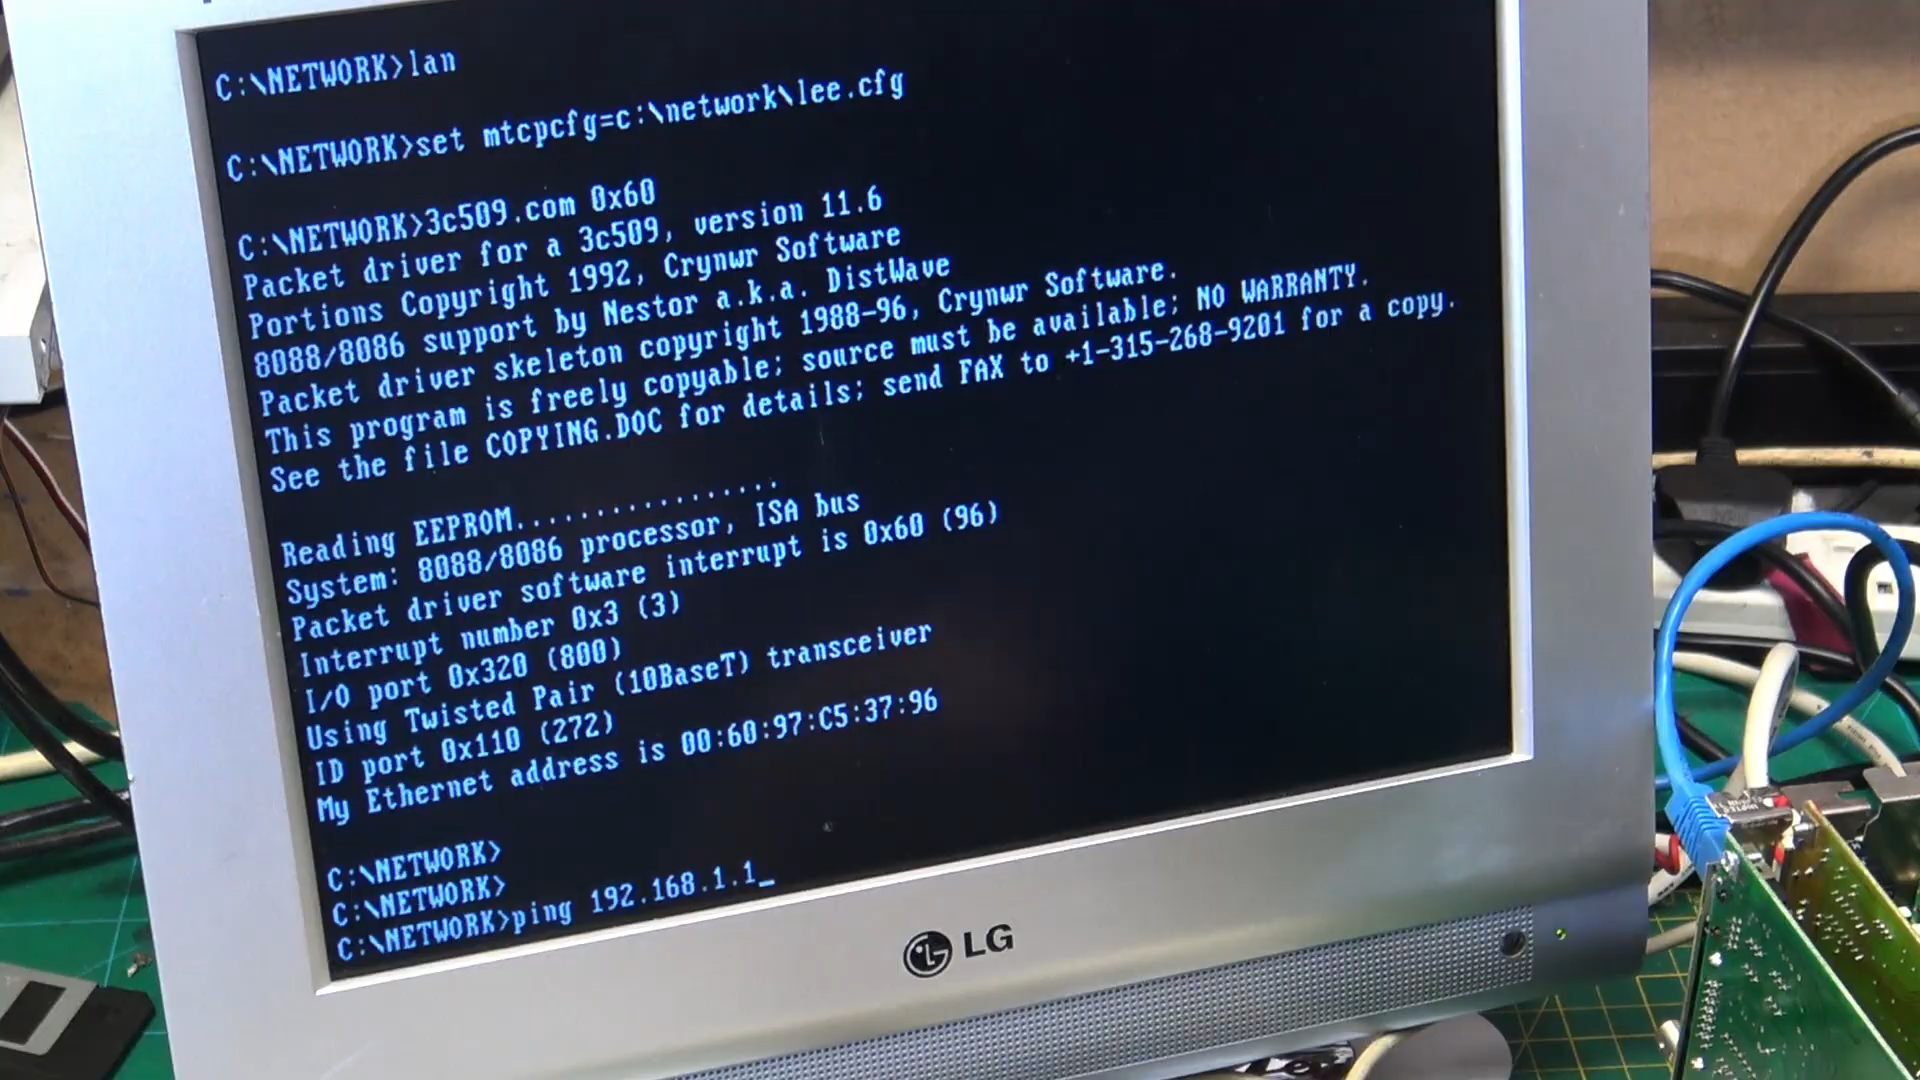 C:\NETWORK>lan
C:\NETWORK>set mtcpcfg=c:\network\lee.cfg
C:\NETWORK>3c509.com 0x60
Packet driver for a 3c509, version 11.6
Portions Copyright 1992, Crynwr Software
8088/8086 support by Nestor a.k.a. DistWave
Packet driver skeleton copyright 1988-96, Crynwr Software.
This program is freely copyable; source must be available; NO WARRANTY.
See the file COPYING.DOC for details; send FAX to +1-315-268-9201 for a copy.
Reading EEPROM..................
System: 8088/8086 processor, ISA bus
Packet driver software interrupt is 0x60 (96)
Interrupt number 0x3 (3)
I/O port 0x320 (800)
Using Twisted Pair (10BaseT) transceiver
ID port 0x110 (272)
My Ethernet address is 00:60:97:C5:37:96
C:\NETWORK>
C:\NETWORK>
C:\NETWORK>ping 192.168.1.1_
LG